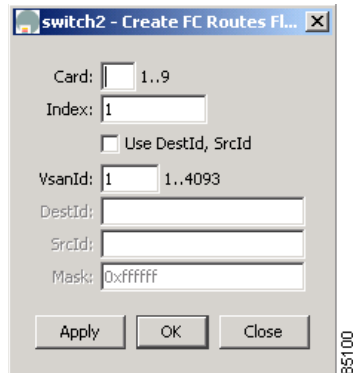 switch2 - Create FC Routes Fl...
Card: 1..9
Index: 1
Use DestId, SrcId
VsanId: 1 1..4093
DestId:
SrcId:
Mask: 0xffffff
Apply OK Close
85100